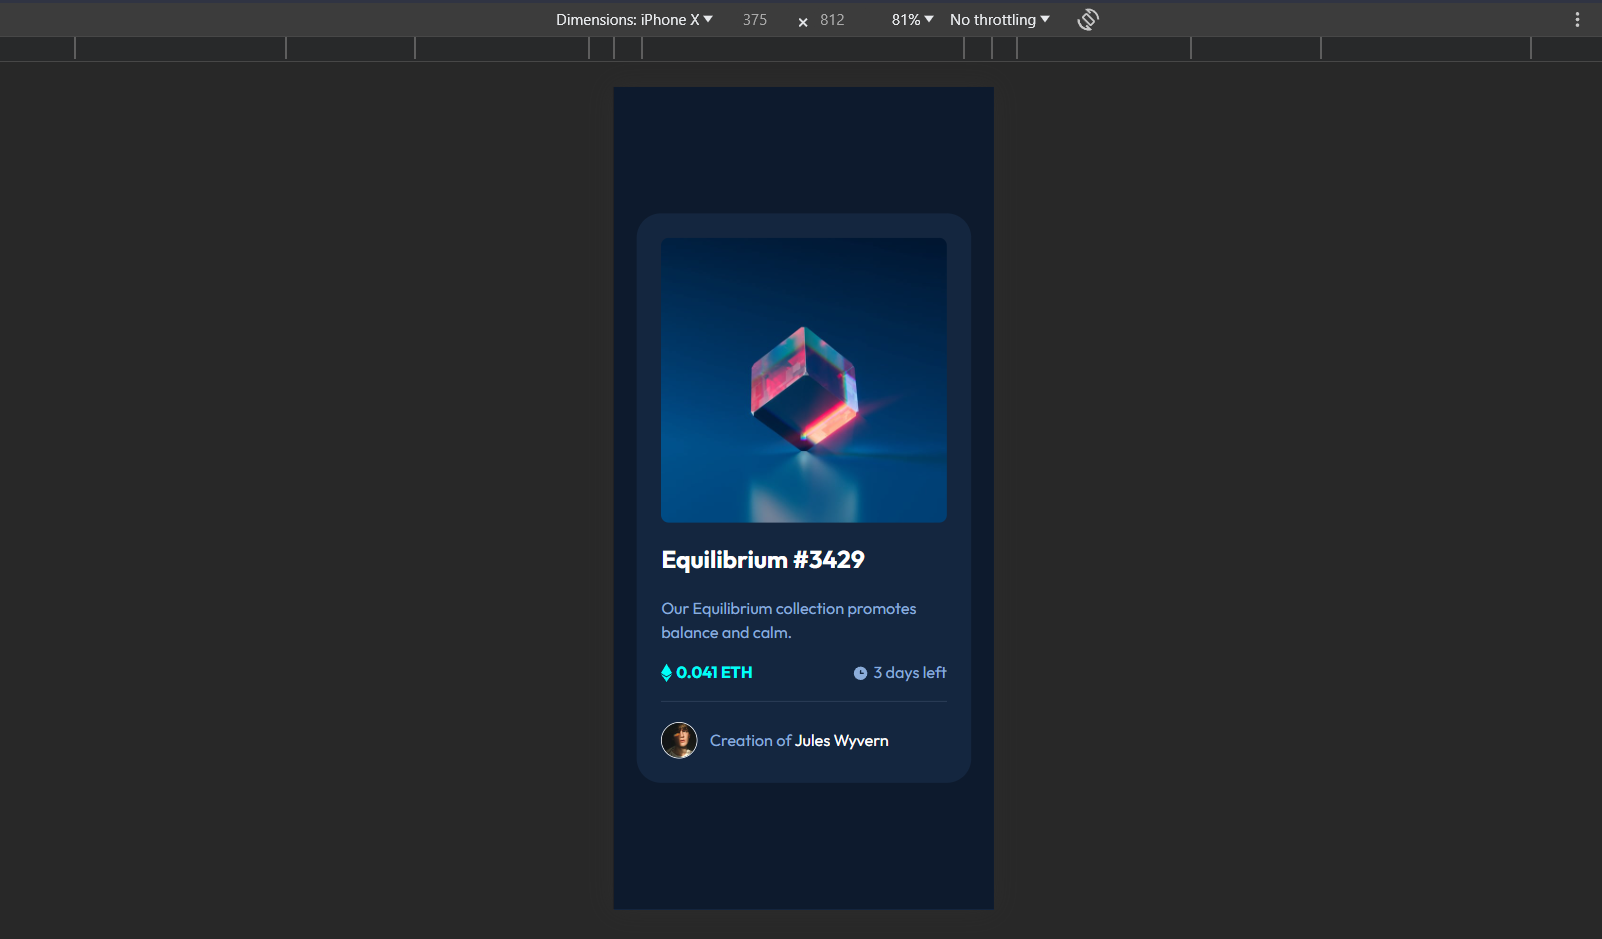 Dimensions: iPhone X 375 × 812 81% No throttling
Equilibrium #3429
Our Equilibrium collection promotes
balance and calm.
0.041 ETH 3 days left
Creation of Jules Wyvern